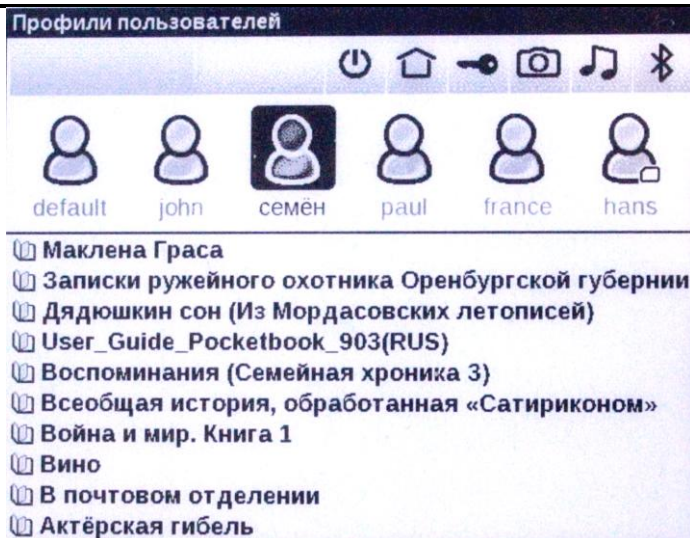 Профили пользователей
default john семён paul france hans
Маклена Граса
Записки ружейного охотника Оренбургской губернии
Дядюшкин сон (Из Мордасовских летописей)
User_Guide_Pocketbook_903(RUS)
Воспоминания (Семейная хроника 3)
Всеобщая история, обработанная «Сатириконом»
Война и мир. Книга 1
Вино
В почтовом отделении
Актёрская гибель